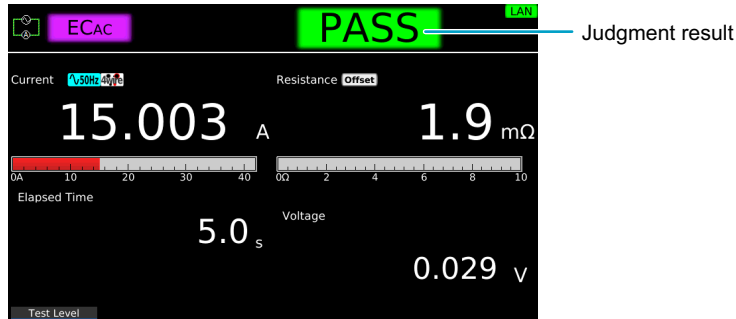 ECAC
PASS
LAN
Judgment result
Current 50Hz 4wire
Resistance Offset
15.003 A
1.9 mΩ
0A 10 20 30 40
0Ω 2 4 6 8 10
Elapsed Time
5.0 s
Voltage
0.029 V
Test Level